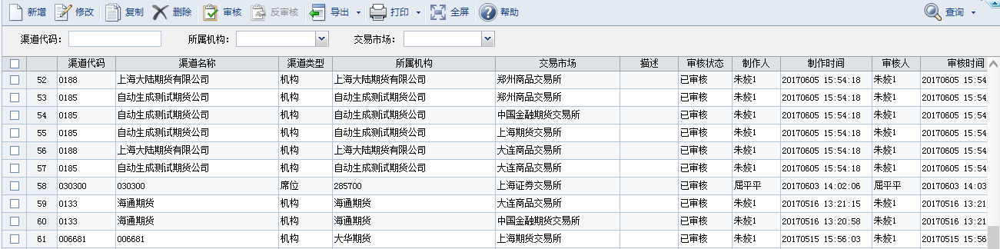 新增 修改 复制 删除 审核 反审核 导出 打印 全屏 帮助 查询
渠道代码： 所属机构： 交易市场：
渠道代码 渠道名称 渠道类型 所属机构 交易市场 描述 审核状态 制作人 制作时间 审核人 审核时间
52 0188 上海大陆期货有限公司 机构 上海大陆期货有限公司 郑州商品交易所 已审核 朱姣1 20170605 15:54:18 朱姣1 20170605 15:54
53 0185 自动生成测试期货公司 机构 自动生成测试期货公司 郑州商品交易所 已审核 朱姣1 20170605 15:54:18 朱姣1 20170605 15:54
54 0185 自动生成测试期货公司 机构 自动生成测试期货公司 中国金融期货交易所 已审核 朱姣1 20170605 15:54:18 朱姣1 20170605 15:54
55 0185 自动生成测试期货公司 机构 自动生成测试期货公司 上海期货交易所 已审核 朱姣1 20170605 15:54:18 朱姣1 20170605 15:54
56 0188 上海大陆期货有限公司 机构 上海大陆期货有限公司 大连商品交易所 已审核 朱姣1 20170605 15:54:18 朱姣1 20170605 15:54
57 0185 自动生成测试期货公司 机构 自动生成测试期货公司 大连商品交易所 已审核 朱姣1 20170605 15:54:18 朱姣1 20170605 15:54
58 030300 030300 席位 285700 上海证券交易所 已审核 屈平平 20170603 14:02:06 屈平平 20170603 14:03
59 0133 海通期货 机构 海通期货 大连商品交易所 已审核 朱姣1 20170516 13:21:15 朱姣1 20170516 13:21
60 0133 海通期货 机构 海通期货 中国金融期货交易所 已审核 朱姣1 20170516 13:20:58 朱姣1 20170516 13:21
61 006681 006681 机构 大华期货 上海期货交易所 已审核 朱姣1 20170515 15:56:03 朱姣1 20170515 15:56